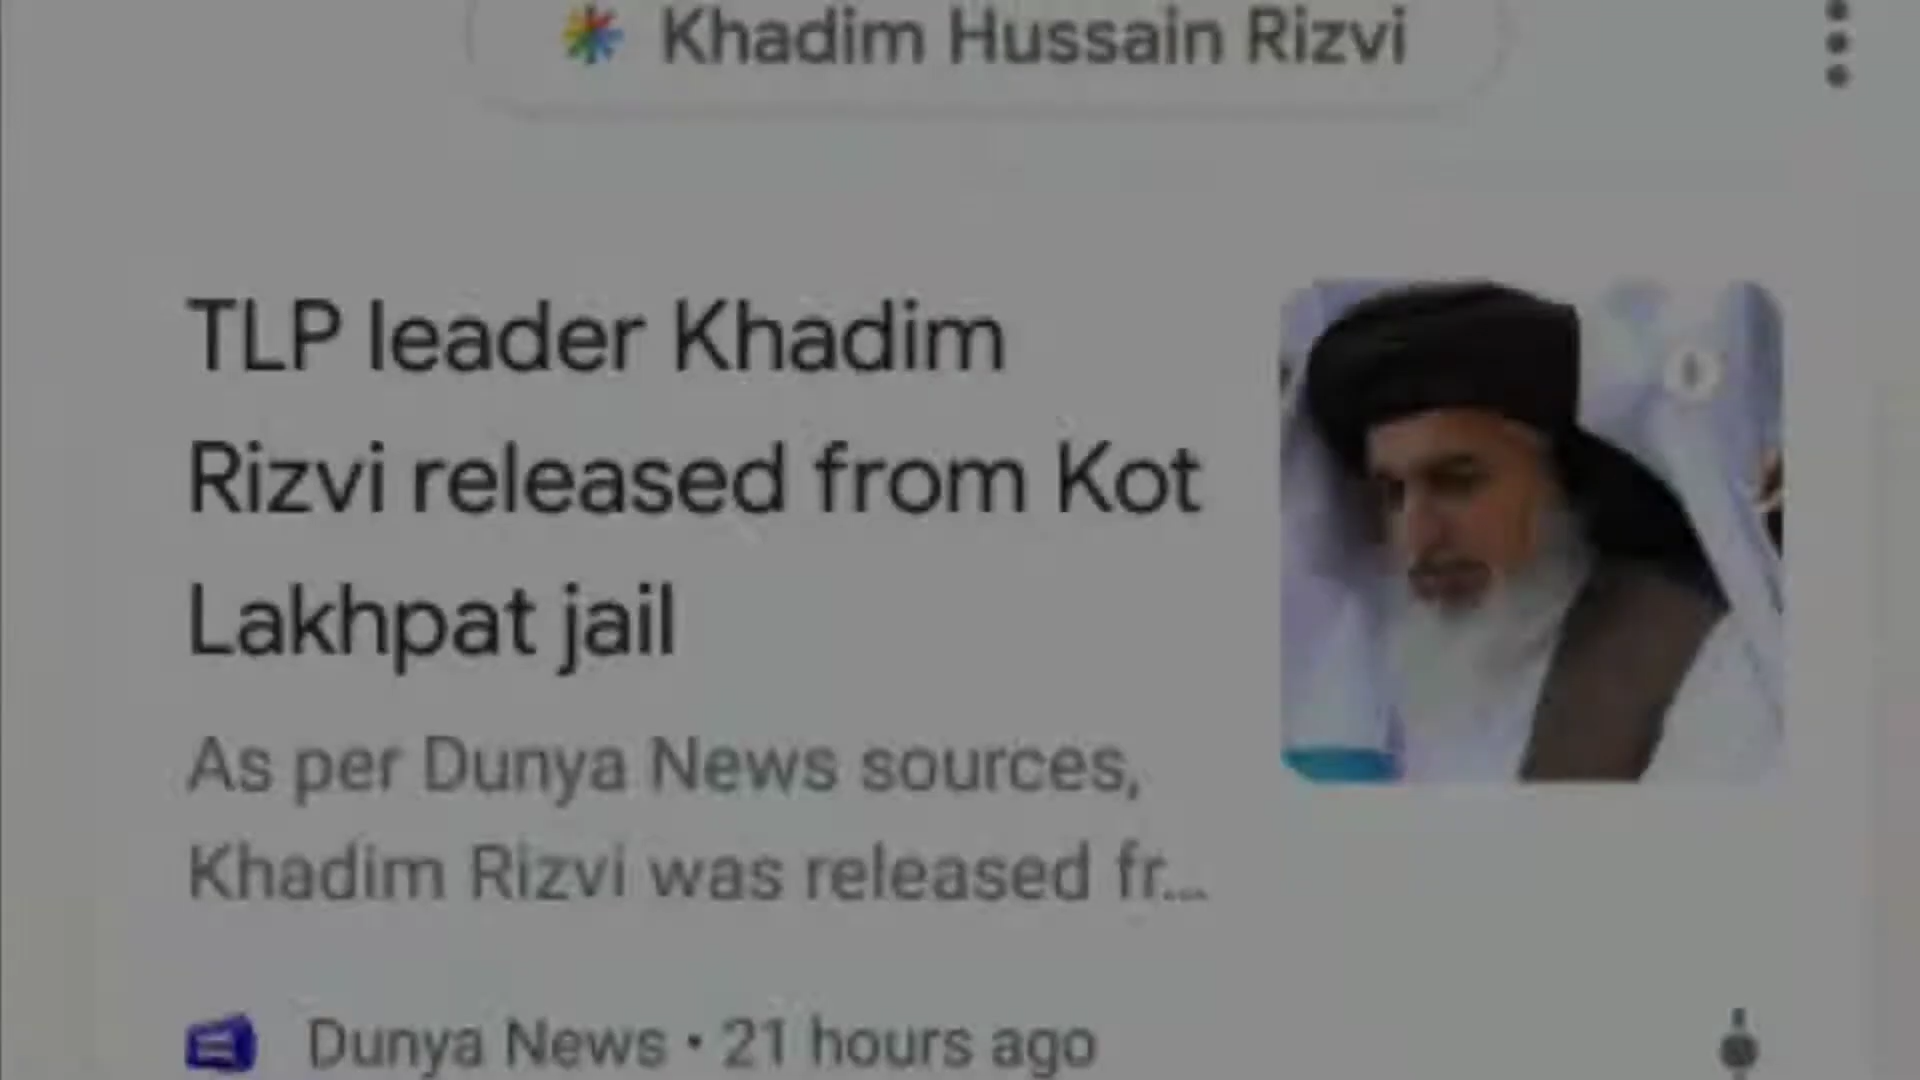 Khadim Hussain Rizvi
TLP leader Khadim
Rizvi released from Kot
Lakhpat jail
As per Dunya News sources,
Khadim Rizvi was released fr...
Dunya News • 21 hours ago